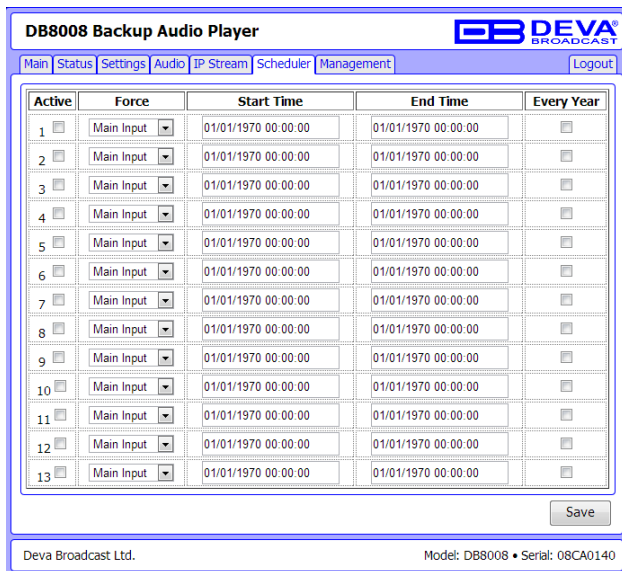 DB8008 Backup Audio Player
DEVA
BROADCAST
Main Status Settings Audio IP Stream Scheduler Management Logout
Active Force Start Time End Time Every Year
1 Main Input 01/01/1970 00:00:00 01/01/1970 00:00:00
2 Main Input 01/01/1970 00:00:00 01/01/1970 00:00:00
3 Main Input 01/01/1970 00:00:00 01/01/1970 00:00:00
4 Main Input 01/01/1970 00:00:00 01/01/1970 00:00:00
5 Main Input 01/01/1970 00:00:00 01/01/1970 00:00:00
6 Main Input 01/01/1970 00:00:00 01/01/1970 00:00:00
7 Main Input 01/01/1970 00:00:00 01/01/1970 00:00:00
8 Main Input 01/01/1970 00:00:00 01/01/1970 00:00:00
9 Main Input 01/01/1970 00:00:00 01/01/1970 00:00:00
10 Main Input 01/01/1970 00:00:00 01/01/1970 00:00:00
11 Main Input 01/01/1970 00:00:00 01/01/1970 00:00:00
12 Main Input 01/01/1970 00:00:00 01/01/1970 00:00:00
13 Main Input 01/01/1970 00:00:00 01/01/1970 00:00:00
Save
Deva Broadcast Ltd. Model: DB8008 • Serial: 08CA0140